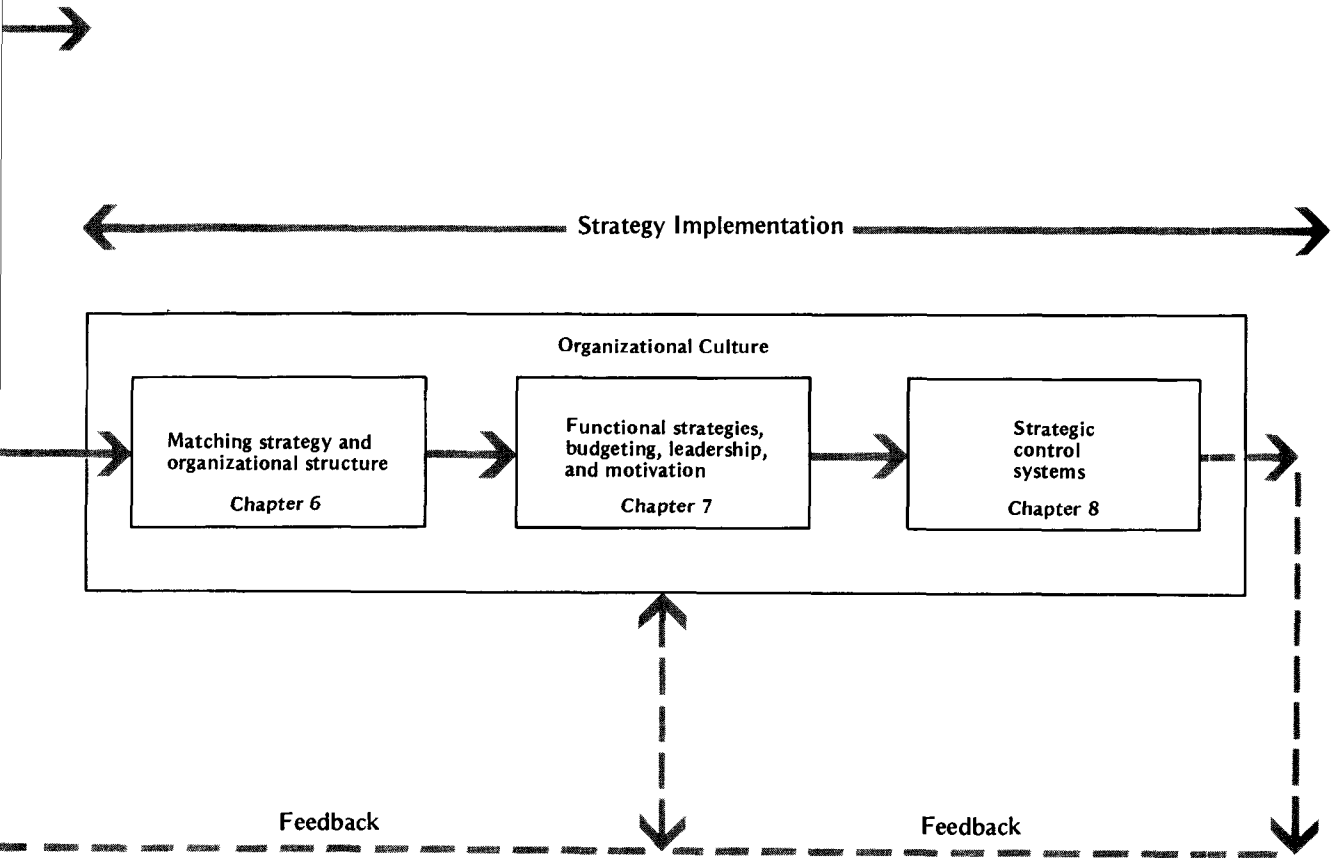 Strategy Implementation
Organizational Culture
Matching strategy and
organizational structure
Chapter 6
Functional strategies,
budgeting, leadership,
and motivation
Chapter 7
Strategic
control
systems
Chapter 8
Feedback
Feedback